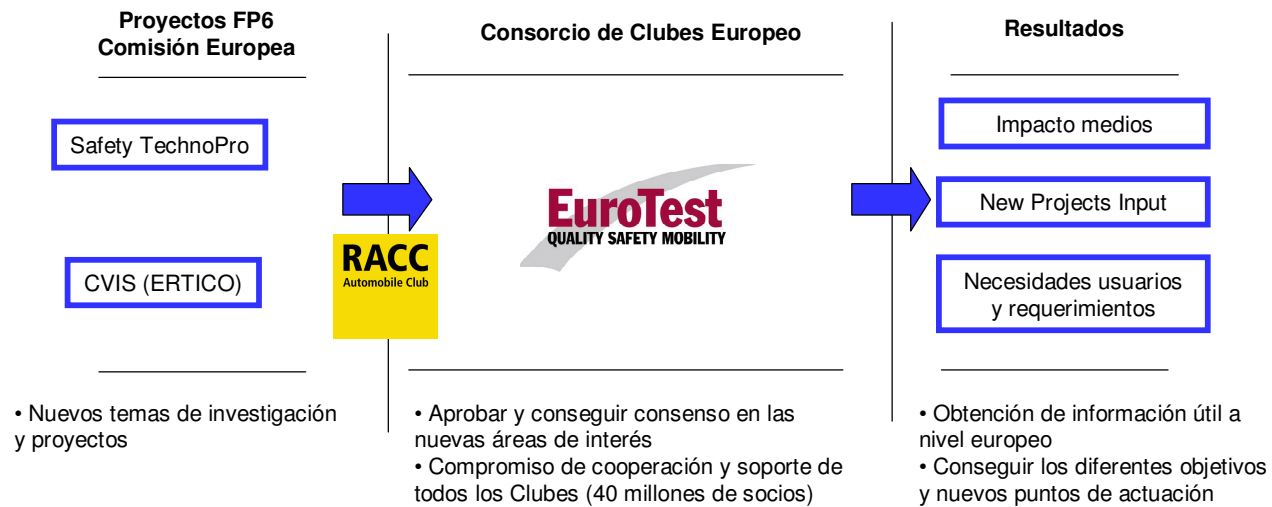 Proyectos FP6
Comisión Europea
Safety TechnoPro
CVIS (ERTICO)
• Nuevos temas de investigación
y proyectos
RACC
Automobile Club
Consorcio de Clubes Europeo
EuroTest
QUALITY SAFETY MOBILITY
• Aprobar y conseguir consenso en las
nuevas áreas de interés
• Compromiso de cooperación y soporte de
todos los Clubes (40 millones de socios)
Resultados
Impacto medios
New Projects Input
Necesidades usuarios
y requerimientos
• Obtención de información útil a
nivel europeo
• Conseguir los diferentes objetivos
y nuevos puntos de actuación